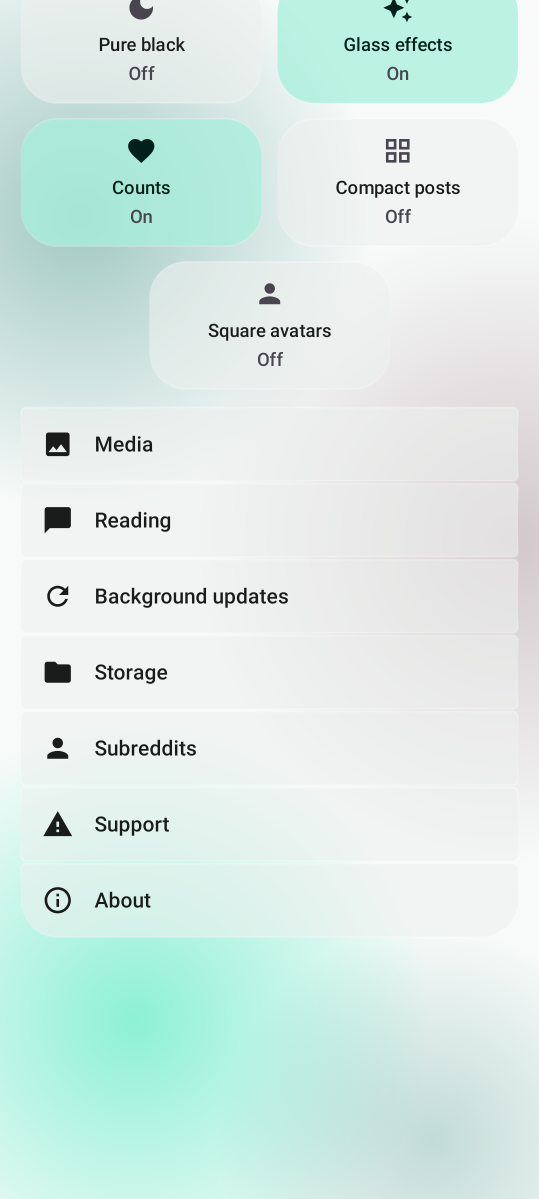 Pure black
Off
Glass effects
On
Counts
On
Compact posts
Off
Square avatars
Off
Media
Reading
Background updates
Storage
Subreddits
Support
About